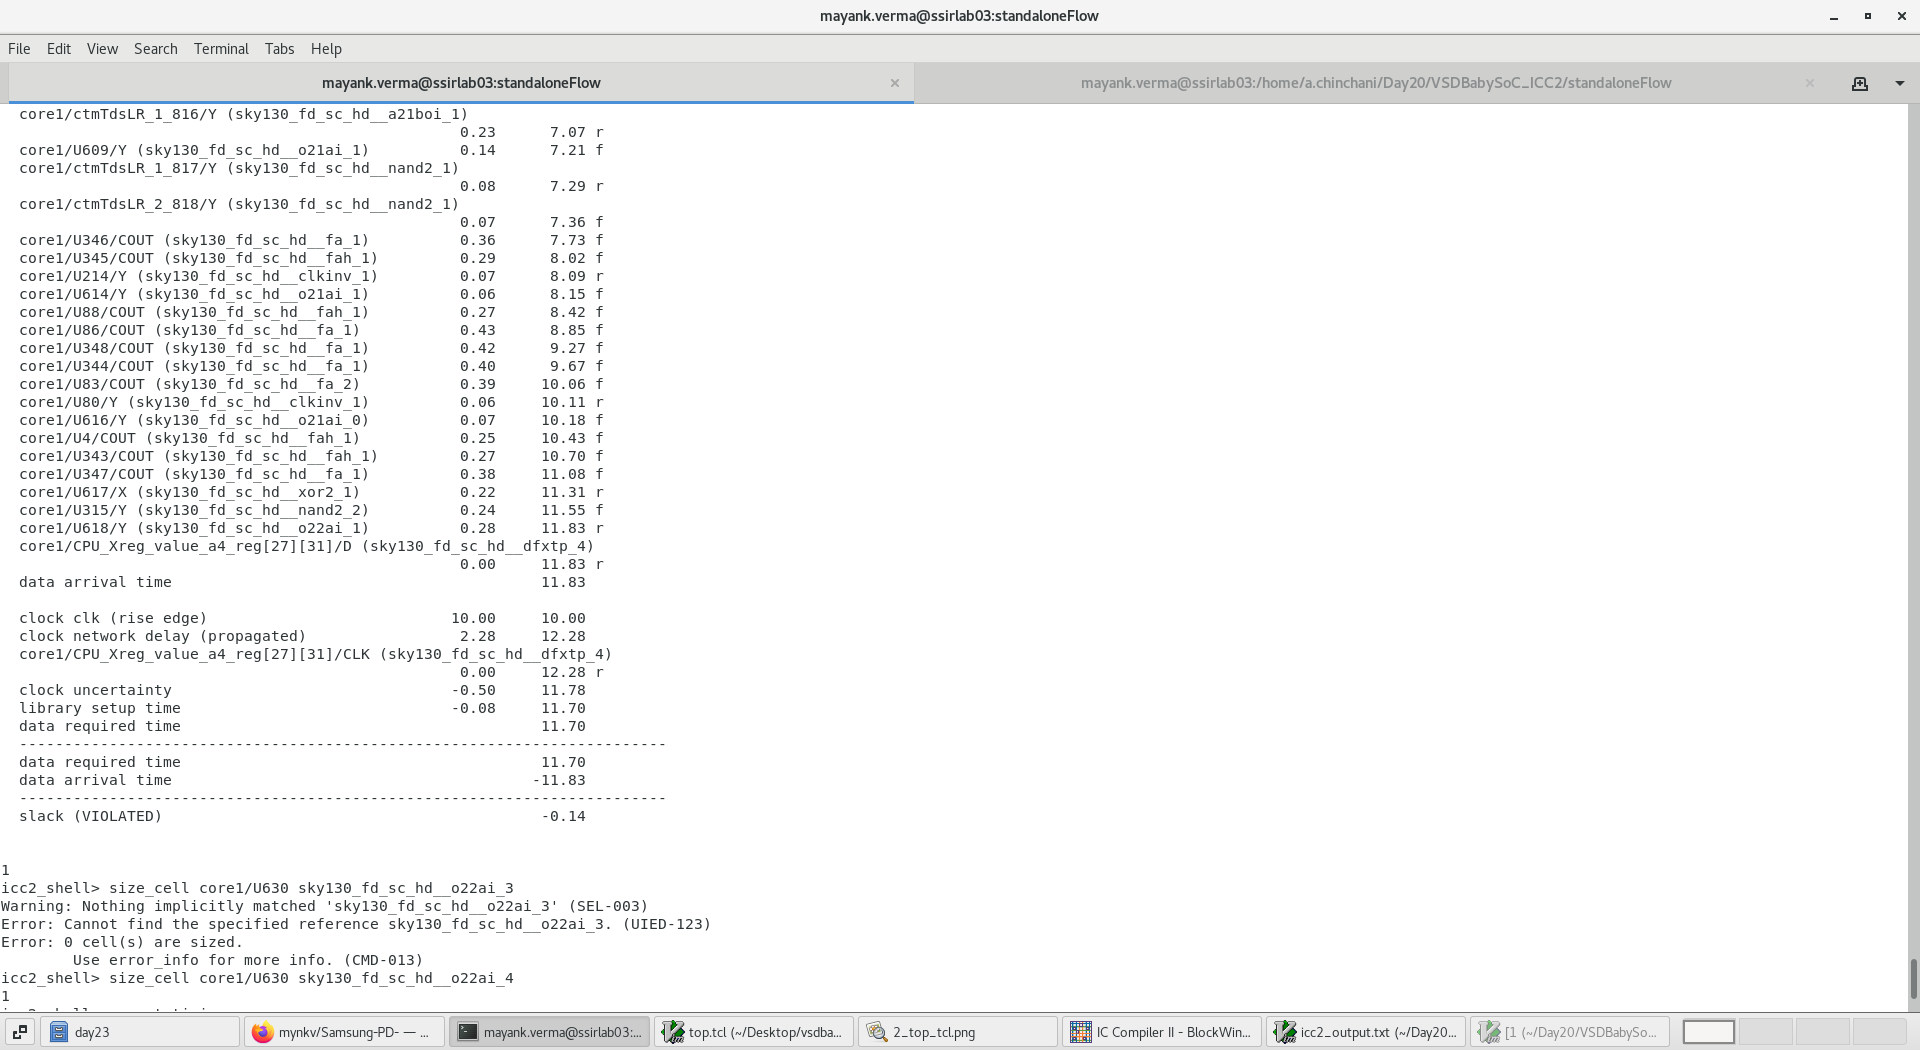 mayank.verma@ssirlab03:standaloneFlow
File Edit View Search Terminal Tabs Help
mayank.verma@ssirlab03:standaloneFlow mayank.verma@ssirlab03:/home/a.chinchani/Day20/VSDBabySoC_ICC2/standaloneFlow
core1/ctmTdsLR_1_816/Y (sky130_fd_sc_hd__a21boi_1)
0.23 7.07 r
core1/U609/Y (sky130_fd_sc_hd__o21ai_1) 0.14 7.21 f
core1/ctmTdsLR_1_817/Y (sky130_fd_sc_hd__nand2_1)
0.08 7.29 r
core1/ctmTdsLR_2_818/Y (sky130_fd_sc_hd__nand2_1)
0.07 7.36 f
core1/U346/COUT (sky130_fd_sc_hd__fa_1) 0.36 7.73 f
core1/U345/COUT (sky130_fd_sc_hd__fah_1) 0.29 8.02 f
core1/U214/Y (sky130_fd_sc_hd__clkinv_1) 0.07 8.09 r
core1/U614/Y (sky130_fd_sc_hd__o21ai_1) 0.06 8.15 f
core1/U88/COUT (sky130_fd_sc_hd__fah_1) 0.27 8.42 f
core1/U86/COUT (sky130_fd_sc_hd__fa_1) 0.43 8.85 f
core1/U348/COUT (sky130_fd_sc_hd__fa_1) 0.42 9.27 f
core1/U344/COUT (sky130_fd_sc_hd__fa_1) 0.40 9.67 f
core1/U83/COUT (sky130_fd_sc_hd__fa_2) 0.39 10.06 f
core1/U80/Y (sky130_fd_sc_hd__clkinv_1) 0.06 10.11 r
core1/U616/Y (sky130_fd_sc_hd__o21ai_0) 0.07 10.18 f
core1/U4/COUT (sky130_fd_sc_hd__fah_1) 0.25 10.43 f
core1/U343/COUT (sky130_fd_sc_hd__fah_1) 0.27 10.70 f
core1/U347/COUT (sky130_fd_sc_hd__fa_1) 0.38 11.08 f
core1/U617/X (sky130_fd_sc_hd__xor2_1) 0.22 11.31 r
core1/U315/Y (sky130_fd_sc_hd__nand2_2) 0.24 11.55 f
core1/U618/Y (sky130_fd_sc_hd__o22ai_1) 0.28 11.83 r
core1/CPU_Xreg_value_a4_reg[27][31]/D (sky130_fd_sc_hd__dfxtp_4)
0.00 11.83 r
data arrival time 11.83
clock clk (rise edge) 10.00 10.00
clock network delay (propagated) 2.28 12.28
core1/CPU_Xreg_value_a4_reg[27][31]/CLK (sky130_fd_sc_hd__dfxtp_4)
0.00 12.28 r
clock uncertainty -0.50 11.78
library setup time -0.08 11.70
data required time 11.70
------------------------------------------------------------------------
data required time 11.70
data arrival time -11.83
------------------------------------------------------------------------
slack (VIOLATED) -0.14
1
icc2_shell> size_cell core1/U630 sky130_fd_sc_hd__o22ai_3
Warning: Nothing implicitly matched 'sky130_fd_sc_hd__o22ai_3' (SEL-003)
Error: Cannot find the specified reference sky130_fd_sc_hd__o22ai_3. (UIED-123)
Error: 0 cell(s) are sized.
Use error_info for more info. (CMD-013)
icc2_shell> size_cell core1/U630 sky130_fd_sc_hd__o22ai_4
1
day23 mynkv/Samsung-PD- — ... mayank.verma@ssirlab03:... top.tcl (~/Desktop/vsdba... 2_top_tcl.png IC Compiler II - BlockWin... icc2_output.txt (~/Day20... [1 (~/Day20/VSDBabySo...